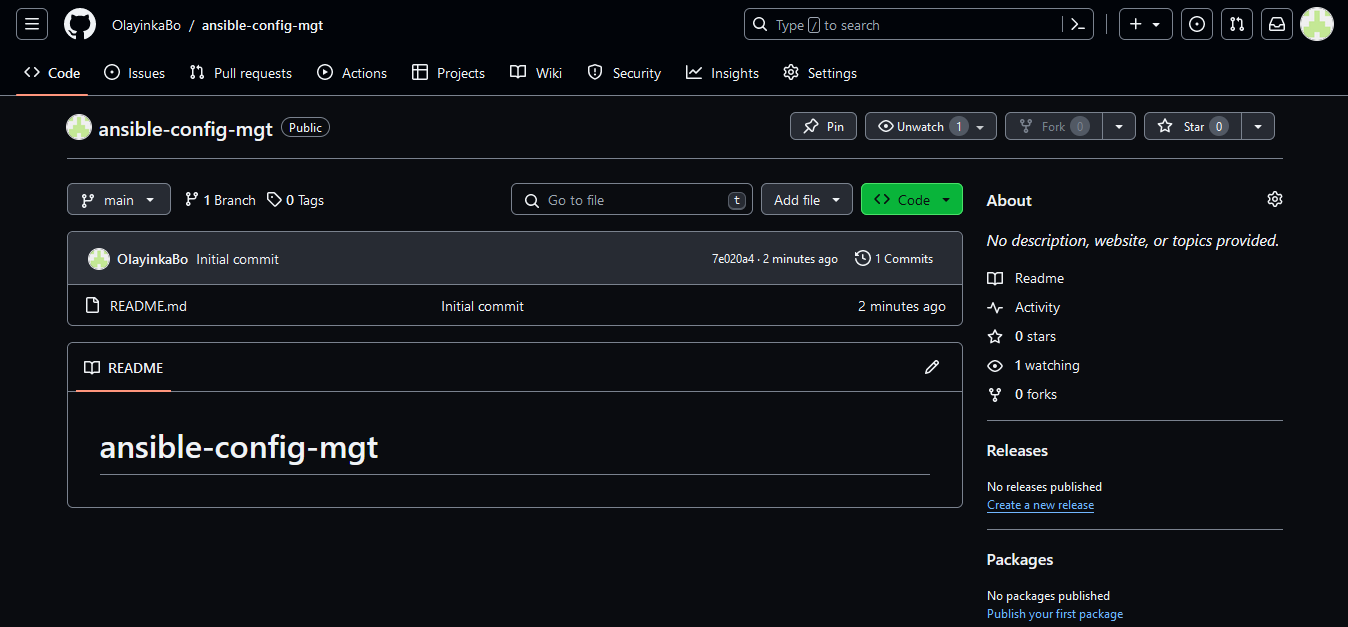 OlayinkaBo / ansible-config-mgt
Type / to search
Code Issues Pull requests Actions Projects Wiki Security Insights Settings
ansible-config-mgt Public
Pin Unwatch 1 Fork 0 Star 0
main 1 Branch 0 Tags
Go to file t Add file Code
OlayinkaBo Initial commit 7e020a4 · 2 minutes ago 1 Commits
README.md Initial commit 2 minutes ago
README
ansible-config-mgt
About
No description, website, or topics provided.
Readme
Activity
0 stars
1 watching
0 forks
Releases
No releases published
Create a new release
Packages
No packages published
Publish your first package